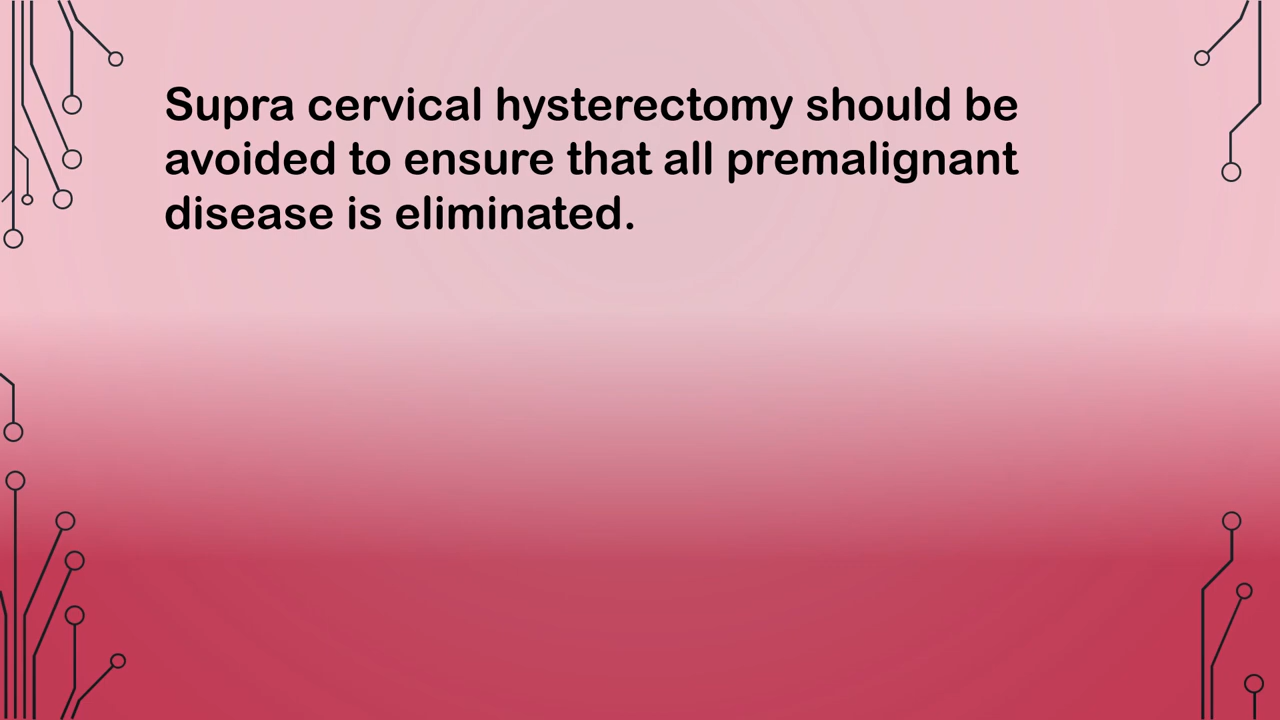 Supra cervical hysterectomy should be
avoided to ensure that all premalignant
disease is eliminated.